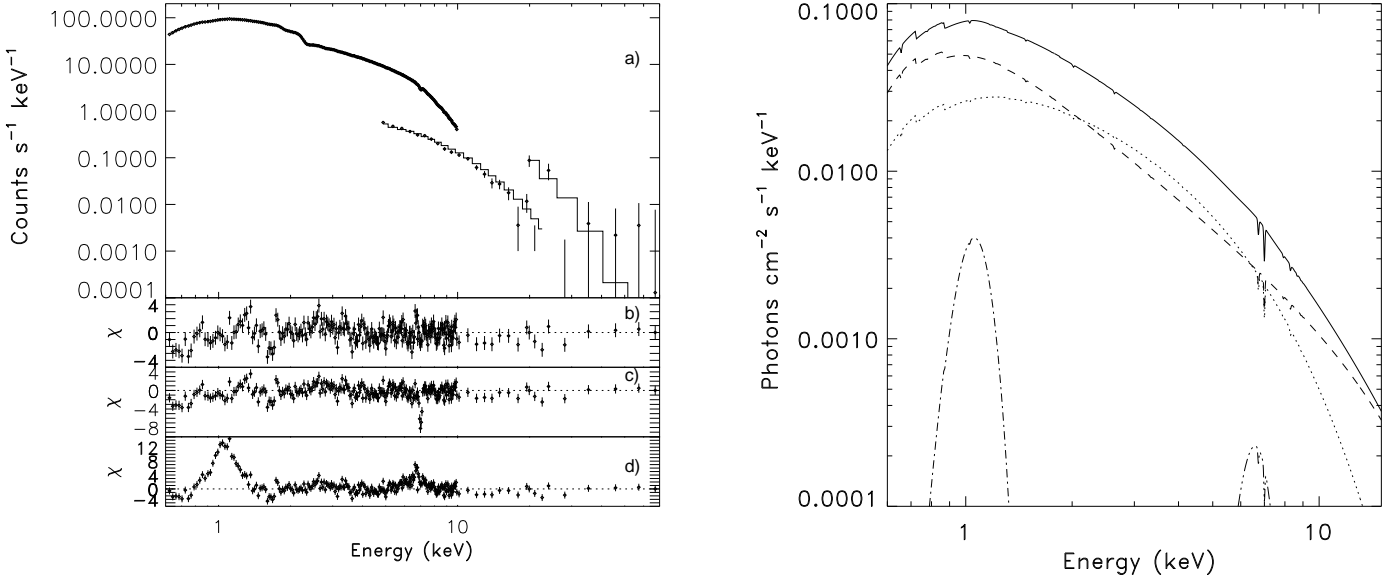 100.0000
10.0000
1.0000
0.1000
0.0100
0.0010
0.0001
Counts s⁻¹ keV⁻¹
a)
4
0
−4
χ
b)
4
0
−4
−8
χ
c)
12
8
4
0
−4
χ
d)
1
10
Energy (keV)
0.1000
0.0100
0.0010
0.0001
Photons cm⁻² s⁻¹ keV⁻¹
1
10
Energy (keV)